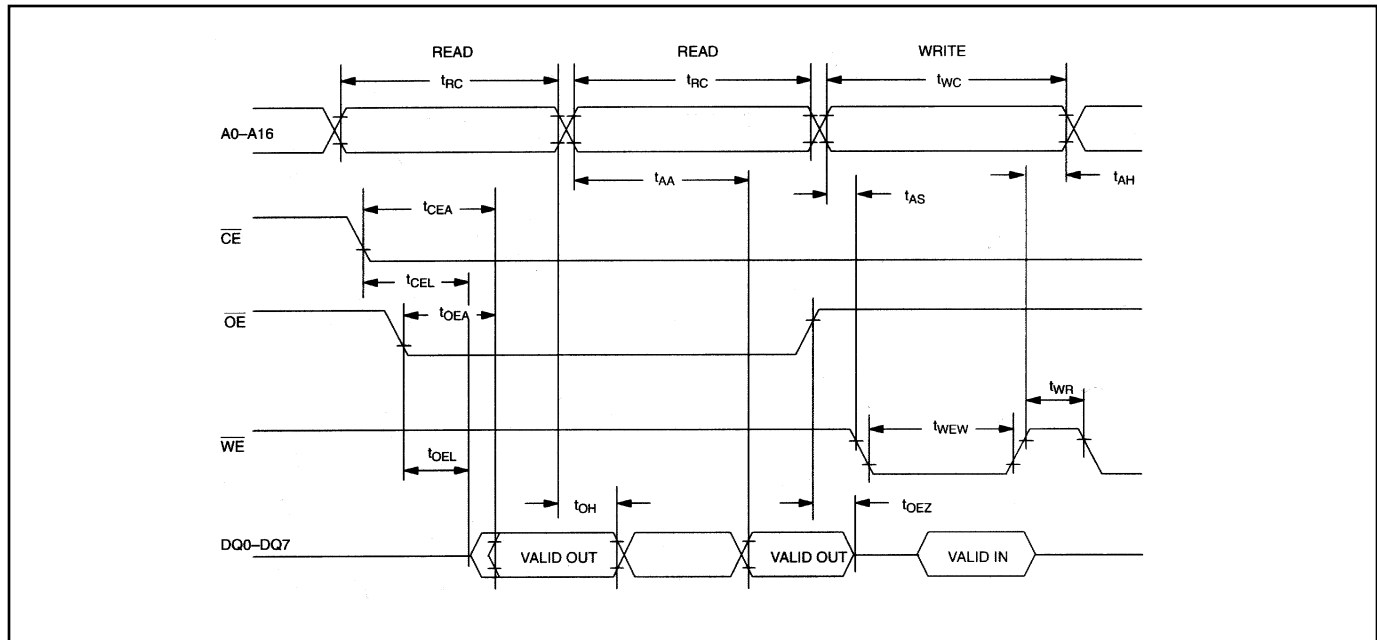 READ READ WRITE
tRC tRC tWC
A0–A16
tAA tAS tAH
tCEA
CE
tCEL
OE tOEA
tWR
WE tWEW
tOEL
tOH tOEZ
DQ0–DQ7 VALID OUT VALID OUT VALID IN